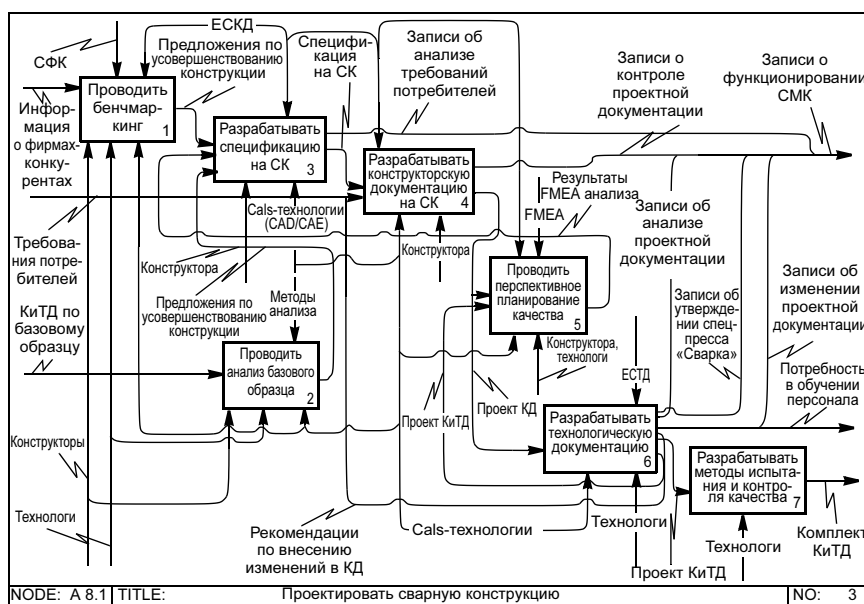 ЕСКД
СФК
Предложения по
усовершенствованию
конструкции
Специфи-
кация
на СК
Записи об
анализе
требований
потребителей
Записи о
контроле
проектной
документации
Записи о
функционировании
СМК
Проводить
бенчмар-
кинг
1
Инфор-
мация
о фирмах-
конку-
рентах
Разрабатывать
спецификацию
на СК
3
Разрабатывать
конструкторскую
документацию
на СК
4
Результаты
FMEA анализа
FMEA
Cals-технологии
(CAD/CAE)
Записи об
анализе
проектной
документации
Требова-
ния потре-
бителей
Конструктора
Конструктора
Проводить
перспективное
планирование
качества
5
КиТД по
базовому
образцу
Предложения по
усовершенствованию
конструкции
Методы
анализа
Записи об
утвержде-
нии спец-
пресса
«Сварка»
Записи об
изменении
проектной
документации
Проводить
анализ базового
образца
2
Конструктора,
технологи
ЕСТД
Потребность
в обучении
персонала
Проект КиТД
Проект КД
Разрабатывать
технологическую
документацию
6
Конструкторы
Разрабатывать
методы испыта-
ния и контро-
ля качества
7
Технологи
Рекомендации
по внесению
изменений в КД
Cals-технологии
Технологи
Проект КиТД
Технологи
Комплект
КиТД
NODE: A 8.1
TITLE:
Проектировать сварную конструкцию
NO: 3